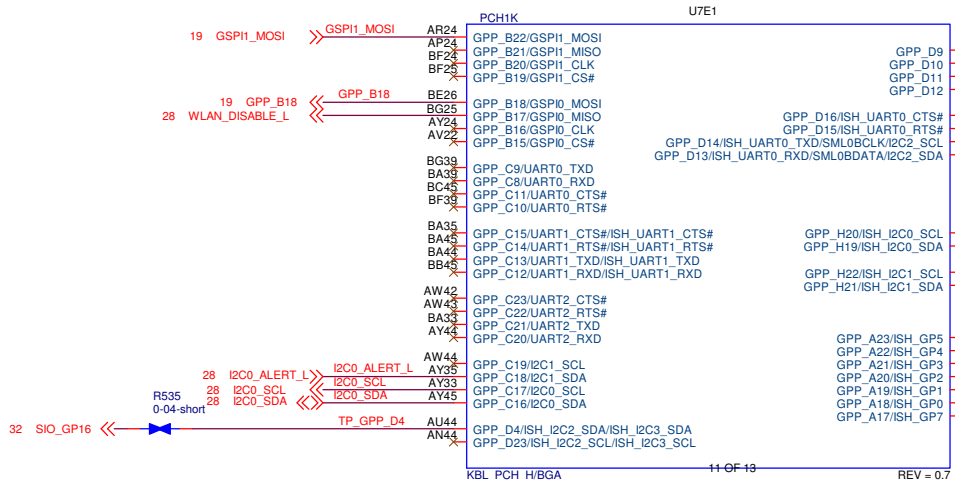 U7E1
PCH1K
19 GSPI1_MOSI GSPI1_MOSI AR24 GPP_B22/GSPI1_MOSI
AP24 GPP_B21/GSPI1_MISO GPP_D9
BF24 GPP_B20/GSPI1_CLK GPP_D10
BF25 GPP_B19/GSPI1_CS# GPP_D11
GPP_D12
19 GPP_B18 GPP_B18 BE26 GPP_B18/GSPI0_MOSI
28 WLAN_DISABLE_L BG25 GPP_B17/GSPI0_MISO GPP_D16/ISH_UART0_CTS#
AY24 GPP_B16/GSPI0_CLK GPP_D15/ISH_UART0_RTS#
AV22 GPP_B15/GSPI0_CS# GPP_D14/ISH_UART0_TXD/SML0BCLK/I2C2_SCL
GPP_D13/ISH_UART0_RXD/SML0BDATA/I2C2_SDA
BG39 GPP_C9/UART0_TXD
BA39 GPP_C8/UART0_RXD
BC45 GPP_C11/UART0_CTS#
BF39 GPP_C10/UART0_RTS#
BA35 GPP_C15/UART1_CTS#/ISH_UART1_CTS# GPP_H20/ISH_I2C0_SCL
BA45 GPP_C14/UART1_RTS#/ISH_UART1_RTS# GPP_H19/ISH_I2C0_SDA
BA44 GPP_C13/UART1_TXD/ISH_UART1_TXD
BB45 GPP_C12/UART1_RXD/ISH_UART1_RXD GPP_H22/ISH_I2C1_SCL
GPP_H21/ISH_I2C1_SDA
AW42 GPP_C23/UART2_CTS#
AW43 GPP_C22/UART2_RTS#
BA33 GPP_C21/UART2_TXD
AY44 GPP_C20/UART2_RXD GPP_A23/ISH_GP5
GPP_A22/ISH_GP4
AW44 GPP_C19/I2C1_SCL GPP_A21/ISH_GP3
28 I2C0_ALERT_L I2C0_ALERT_L AY35 GPP_C18/I2C1_SDA GPP_A20/ISH_GP2
28 I2C0_SCL I2C0_SCL AY33 GPP_C17/I2C0_SCL GPP_A19/ISH_GP1
28 I2C0_SDA I2C0_SDA AY45 GPP_C16/I2C0_SDA GPP_A18/ISH_GP0
GPP_A17/ISH_GP7
R535
0-04-short
32 SIO_GP16 TP_GPP_D4 AU44 GPP_D4/ISH_I2C2_SDA/ISH_I2C3_SDA
AN44 GPP_D23/ISH_I2C2_SCL/ISH_I2C3_SCL
11 OF 13
KBL_PCH_H/BGA REV = 0.7